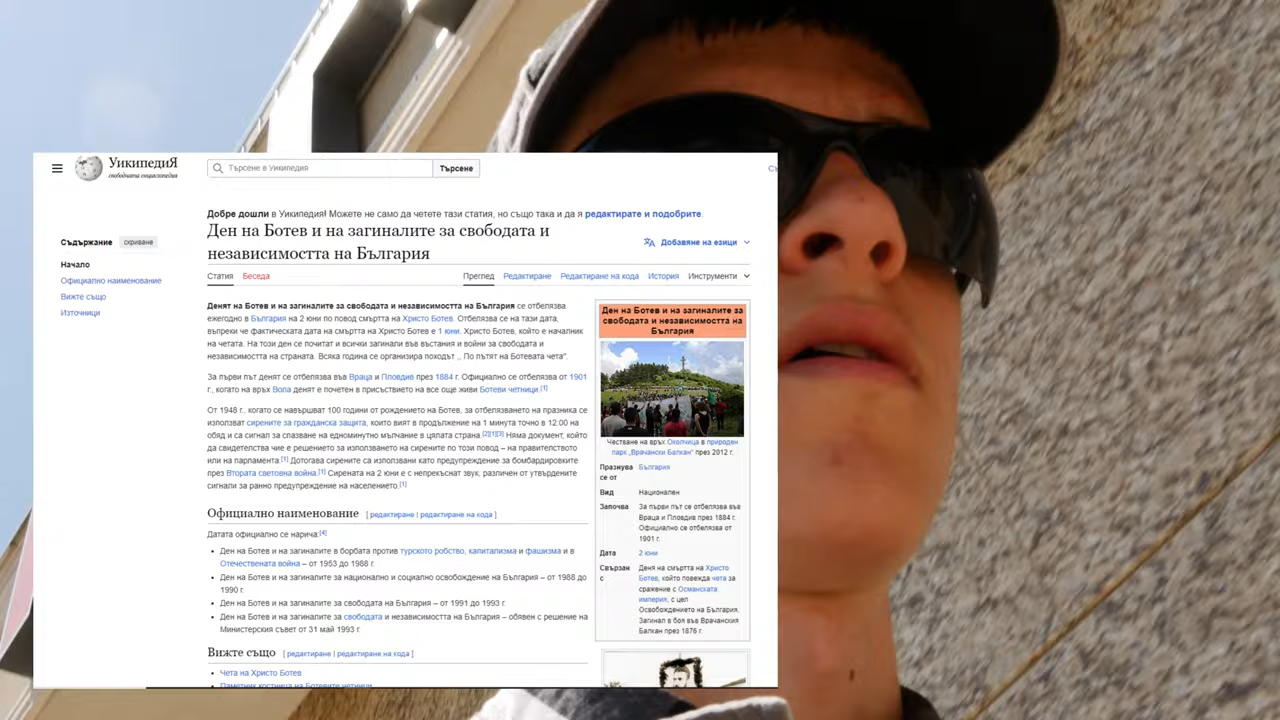 УикипедиЯ
свободната енциклопедия
Търсене в Уикипедия
Търсене
Добре дошли в Уикипедия! Можете не само да четете тази статия, но също така и да я редактирате и подобрите.
Ден на Ботев и на загиналите за свободата и
независимостта на България
Добавяне на езици
Съдържание скриване
Начало
Официално наименование
Вижте също
Източници
Статия Беседа Преглед Редактиране Редактиране на кода История Инструменти
Денят на Ботев и на загиналите за свободата и независимостта на България се отбелязва
ежегодно в България на 2 юни по повод смъртта на Христо Ботев. Отбелязва се на тази дата,
въпреки че фактическата дата на смъртта на Христо Ботев е 1 юни. Христо Ботев, който е началник
на четата. На този ден се почитат и всички загинали във въстания и войни за свободата и
независимостта на страната. Всяка година се организира походът ,, По пътят на Ботевата чета".
За първи път денят се отбелязва във Враца и Пловдив през 1884 г. Официално се отбелязва от 1901
г., когато на връх Вола денят е почетен в присъствието на все още живи Ботеви четници.[1]
От 1948 г., когато се навършват 100 години от рождението на Ботев, за отбелязването на празника се
използват сирените за гражданска защита, които вият в продължение на 1 минута точно в 12:00 на
обяд и са сигнал за спазване на едноминутно мълчание в цялата страна.[2][1][3] Няма документ, който
да свидетелства чие е решението за използването на сирените по този повод – на правителството
или на парламента.[1] Дотогава сирените са използвани като предупреждение за бомбардировките
през Втората световна война.[1] Сирената на 2 юни е с непрекъснат звук, различен от утвърдените
сигнали за ранно предупреждение на населението.[1]
Официално наименование [ редактиране | редактиране на кода ]
Датата официално се нарича:[4]
• Ден на Ботев и на загиналите в борбата против турското робство, капитализма и фашизма и в
Отечествената война – от 1953 до 1988 г.
• Ден на Ботев и на загиналите за национално и социално освобождение на България – от 1988 до
1990 г.
• Ден на Ботев и на загиналите за свободата на България – от 1991 до 1993 г.
• Ден на Ботев и на загиналите за свободата и независимостта на България – обявен с решение на
Министерския съвет от 31 май 1993 г.
Вижте също [ редактиране | редактиране на кода ]
• Чета на Христо Ботев
• Паметник костница на Ботевите четници
Ден на Ботев и на загиналите за
свободата и независимостта на
България
Честване на връх Околчица в природен
парк „Врачански Балкан“ през 2012 г.
Празнува България
се от
Вид Национален
Започва За първи път се отбелязва във
Враца и Пловдив през 1884 г.
Официално се отбелязва от
1901 г.
Дата 2 юни
Свързан Деня на смъртта на Христо
с Ботев, който повежда чета за
сражение с Османската
империя, с цел
Освобождението на България.
Загинал в боя във Врачанския
Балкан през 1876 г.